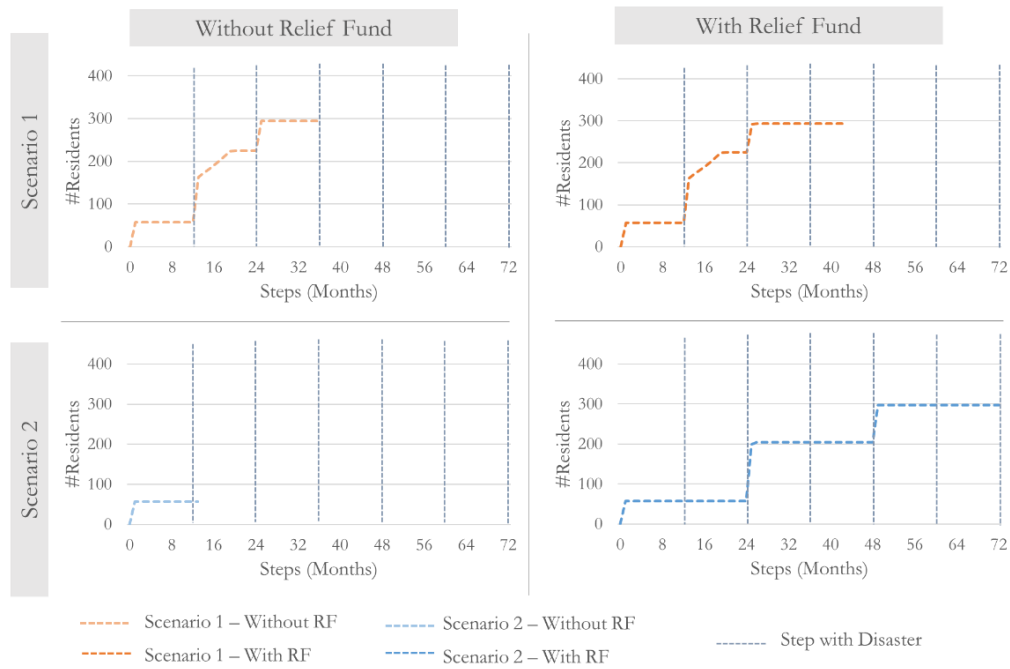 Without Relief Fund
With Relief Fund
Scenario 1
#Residents
400
300
200
100
0
0 8 16 24 32 40 48 56 64 72
Steps (Months)
#Residents
400
300
200
100
0
0 8 16 24 32 40 48 56 64 72
Steps (Months)
Scenario 2
#Residents
400
300
200
100
0
0 8 16 24 32 40 48 56 64 72
Steps (Months)
#Residents
400
300
200
100
0
0 8 16 24 32 40 48 56 64 72
Steps (Months)
Scenario 1 – Without RF
Scenario 2 – Without RF
Step with Disaster
Scenario 1 – With RF
Scenario 2 – With RF